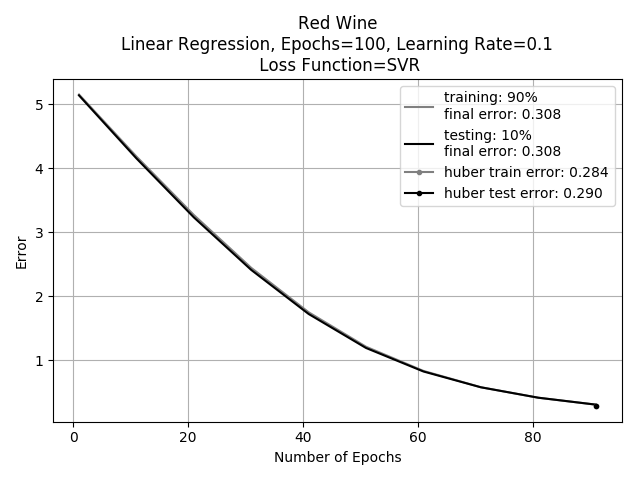 Red Wine
Linear Regression, Epochs=100, Learning Rate=0.1
Loss Function=SVR
training: 90%
final error: 0.308
testing: 10%
final error: 0.308
huber train error: 0.284
huber test error: 0.290
Error
5
4
3
2
1
0
20
40
60
80
Number of Epochs